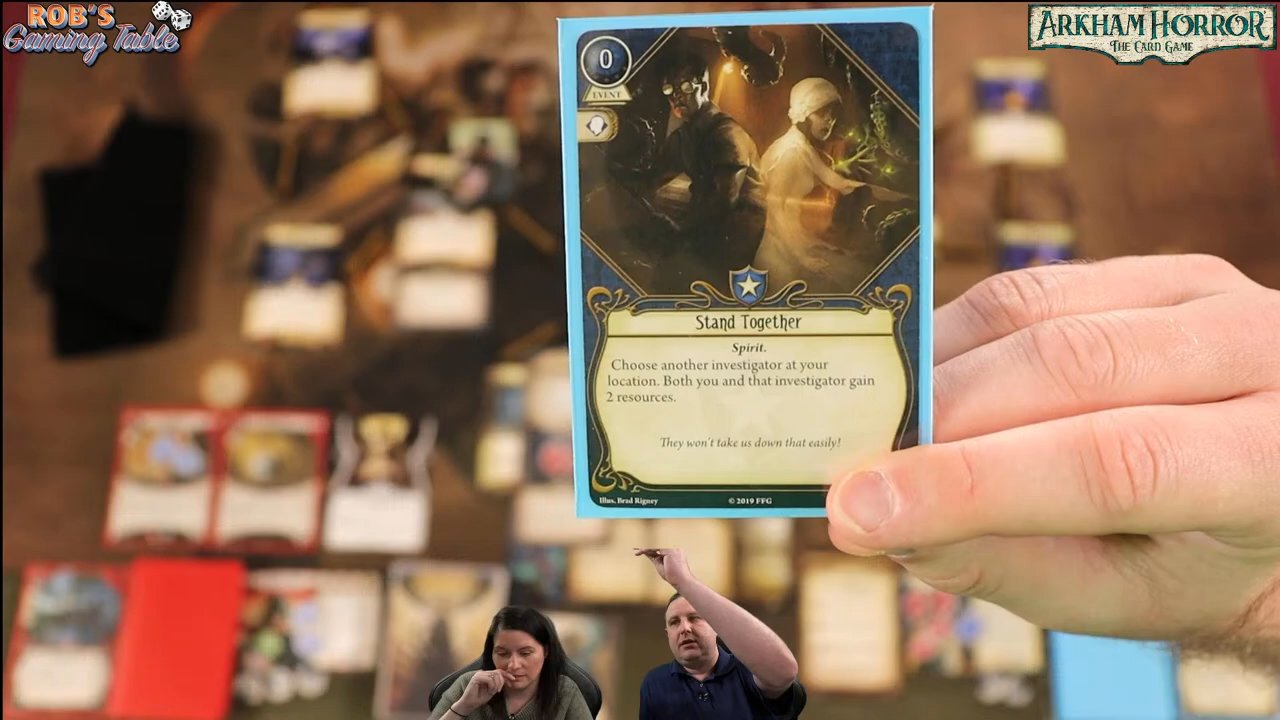 ROB'S
Gaming Table
ARKHAM HORROR
THE CARD GAME
0
EVENT
Stand Together
Spirit.
Choose another investigator at your
location. Both you and that investigator gain
2 resources.
They won't take us down that easily!
Illus. Brad Rigney
© 2019 FFG